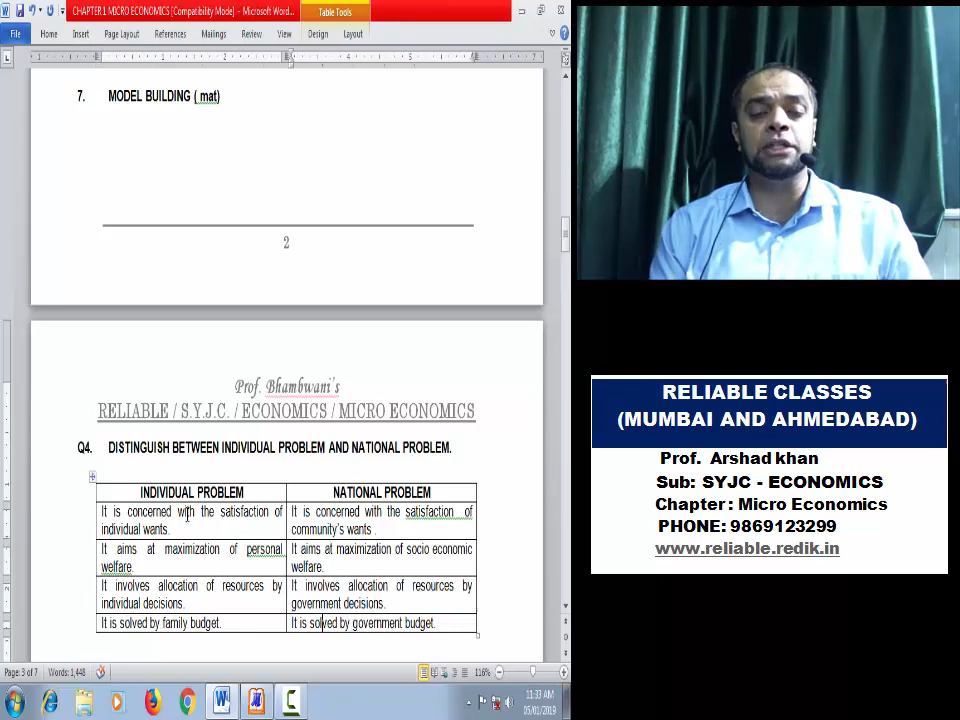 CHAPTER.1 MICRO ECONOMICS [Compatibility Mode] - Microsoft Word...
Table Tools
File Home Insert Page Layout References Mailings Review View Design Layout
7. MODEL BUILDING ( mat)
2
Prof. Bhambwani's
RELIABLE / S.Y.J.C. / ECONOMICS / MICRO ECONOMICS
Q4. DISTINGUISH BETWEEN INDIVIDUAL PROBLEM AND NATIONAL PROBLEM.
INDIVIDUAL PROBLEM NATIONAL PROBLEM
It is concerned with the satisfaction of
individual wants.
It is concerned with the satisfaction of
community's wants .
It aims at maximization of personal
welfare.
It aims at maximization of socio economic
welfare.
It involves allocation of resources by
individual decisions.
It involves allocation of resources by
government decisions.
It is solved by family budget.
It is solved by government budget.
Page: 3 of 7 Words: 1,448 116%
11:33 AM
05/01/2019
RELIABLE CLASSES
(MUMBAI AND AHMEDABAD)
Prof. Arshad khan
Sub: SYJC - ECONOMICS
Chapter : Micro Economics
PHONE: 9869123299
www.reliable.redik.in